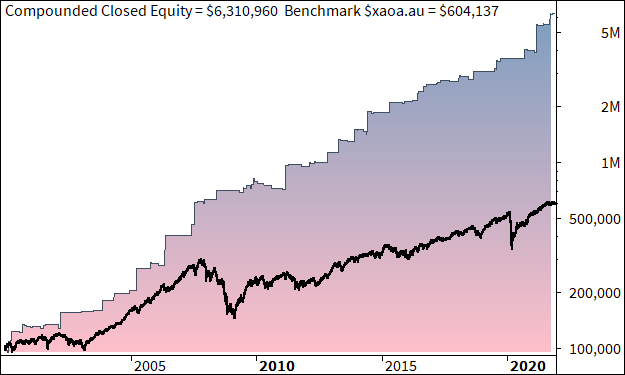 Compounded Closed Equity = $6,310,960 Benchmark $xaoa.au = $604,137
5M
2M
1M
500,000
200,000
100,000
2005 2010 2015 2020